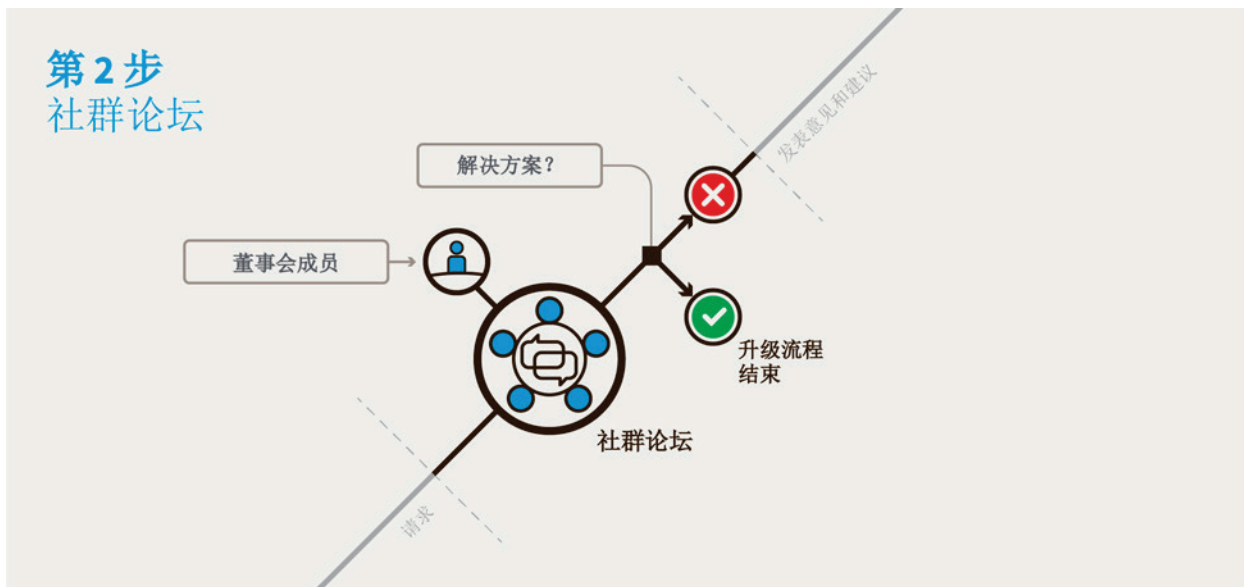 第 2 步
社群论坛
发表意见和建议
解决方案？
董事会成员
升级流程
结束
社群论坛
请求